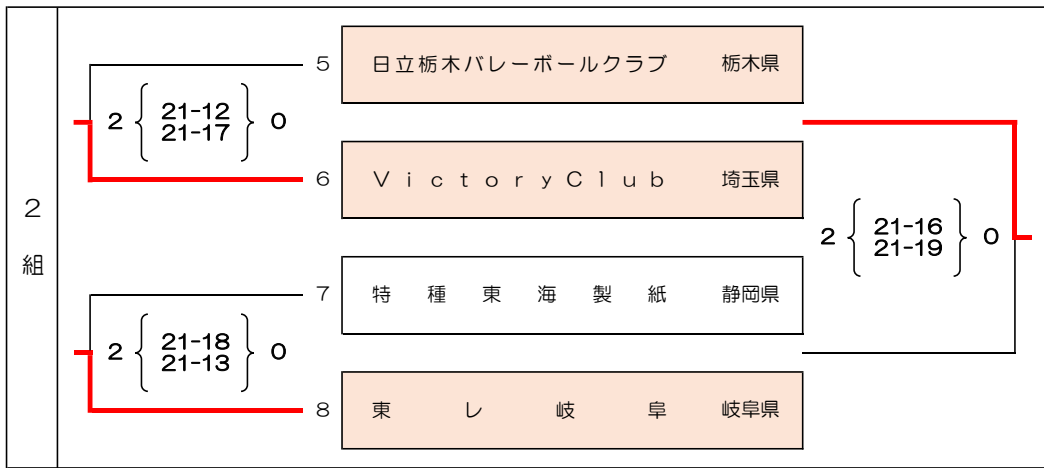 2組
5 日立栃木バレーボールクラブ 栃木県
2 { 21-12 21-17 } 0
6 VictoryClub 埼玉県
2 { 21-16 21-19 } 0
7 特種東海製紙 静岡県
2 { 21-18 21-13 } 0
8 東レ岐阜 岐阜県